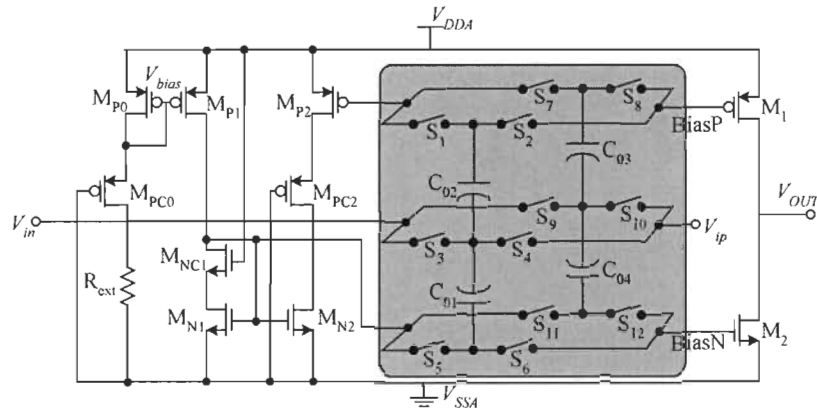 V_DDA
V_bias
M_P0
M_P1
M_P2
S_7
S_8
M_1
S_1
S_2
BiasP
M_PC0
M_PC2
C_02
C_03
V_in
V_OUT
S_9
S_10
V_ip
S_3
S_4
M_NC1
R_ext
C_01
C_04
M_N1
M_N2
S_11
S_12
BiasN
M_2
S_5
S_6
V_SSA